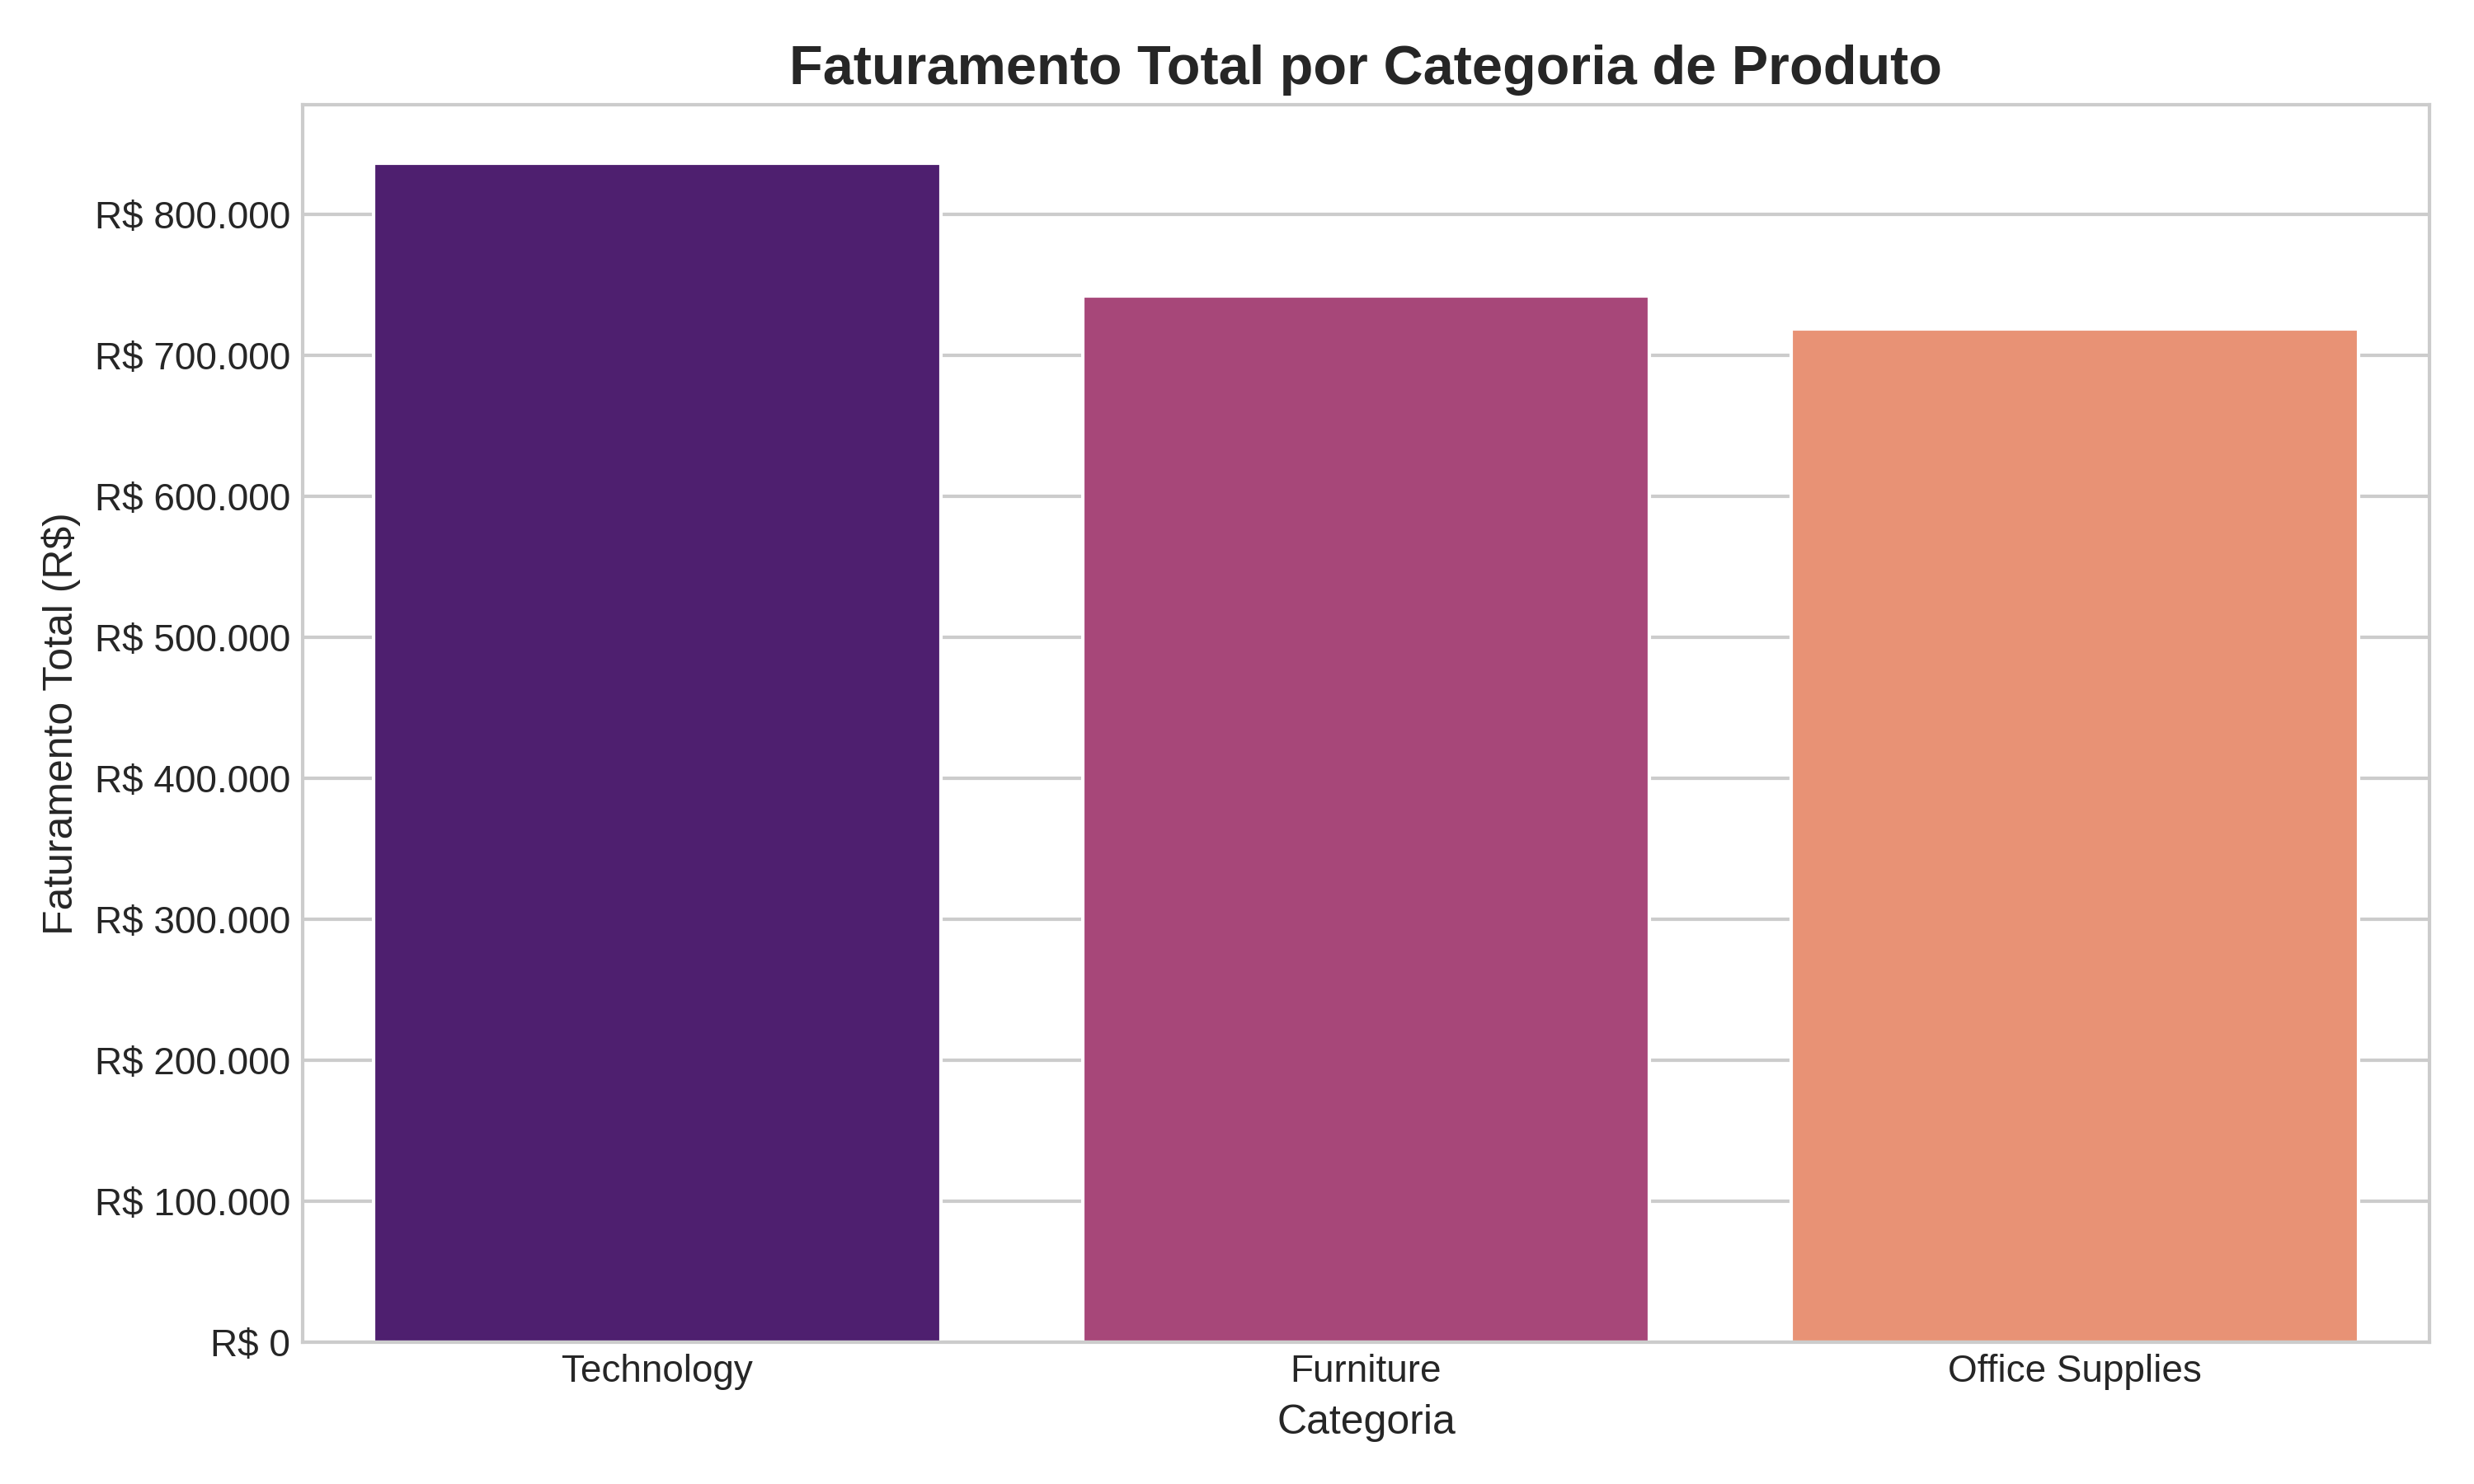 Faturamento Total por Categoria de Produto
Faturamento Total (R$)
R$ 800.000
R$ 700.000
R$ 600.000
R$ 500.000
R$ 400.000
R$ 300.000
R$ 200.000
R$ 100.000
R$ 0
Technology
Furniture
Office Supplies
Categoria